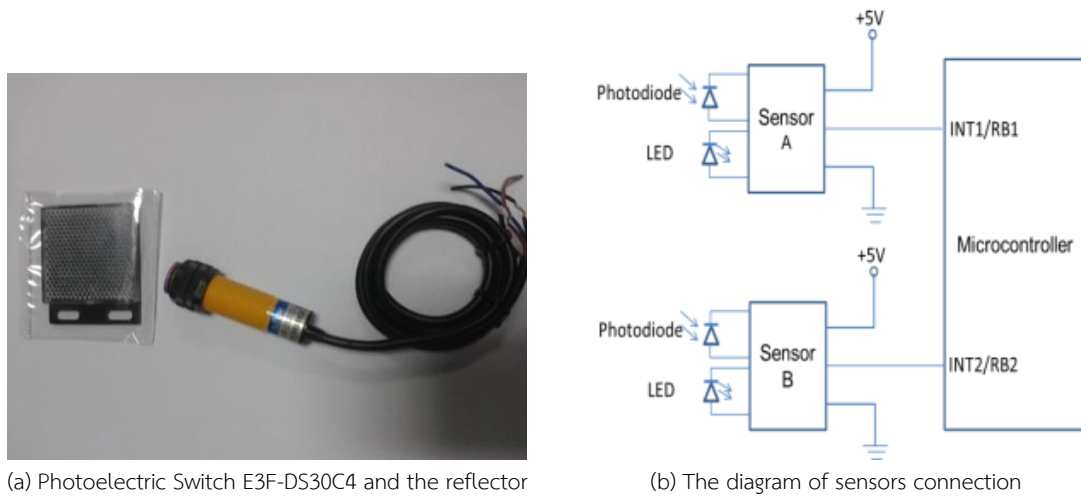 +5V
Photodiode
Sensor
A
LED
INT1/RB1
Microcontroller
+5V
Photodiode
Sensor
B
LED
INT2/RB2
(a) Photoelectric Switch E3F-DS30C4 and the reflector
(b) The diagram of sensors connection